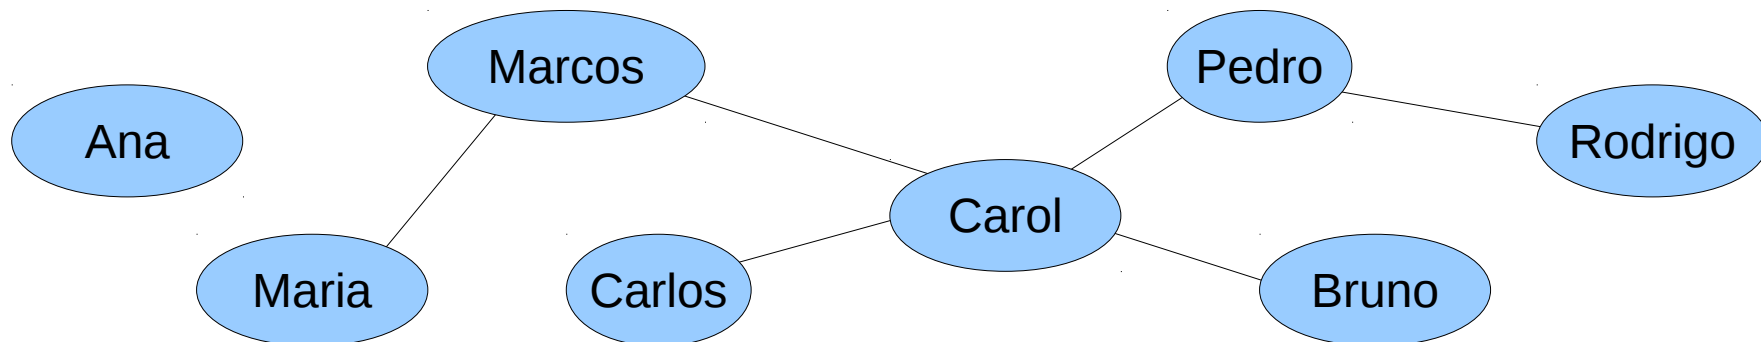 Marcos
Pedro
Ana
Rodrigo
Carol
Maria
Carlos
Bruno